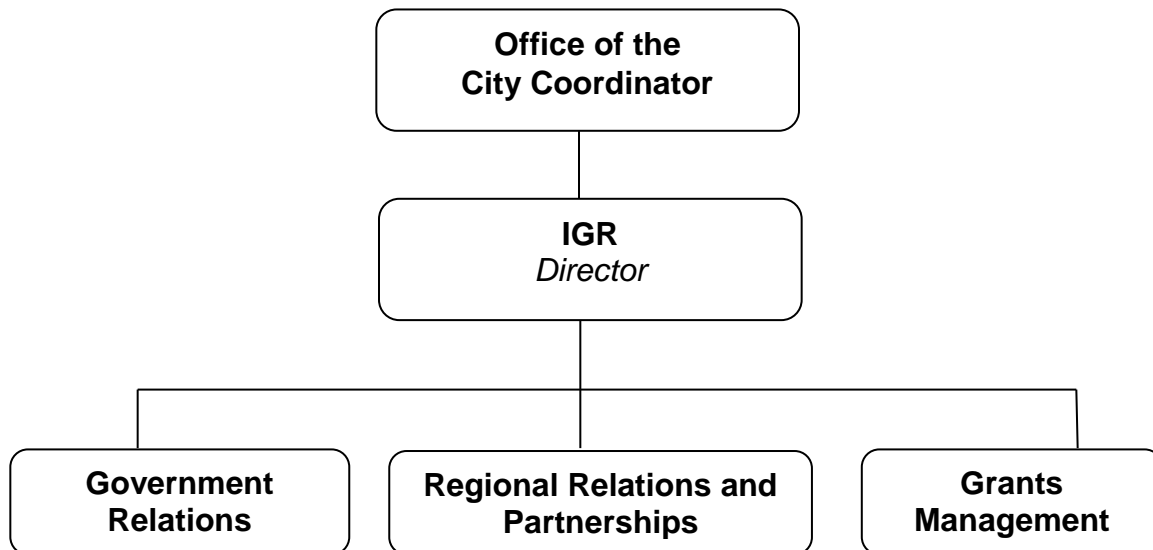 Office of the
City Coordinator
IGR
Director
Government
Relations
Regional Relations and
Partnerships
Grants
Management